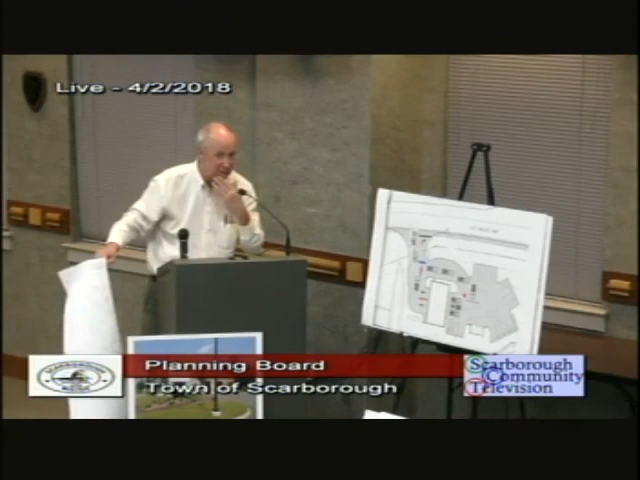 Live - 4/2/2018
Planning Board
Town of Scarborough
Scarborough
Community
Television